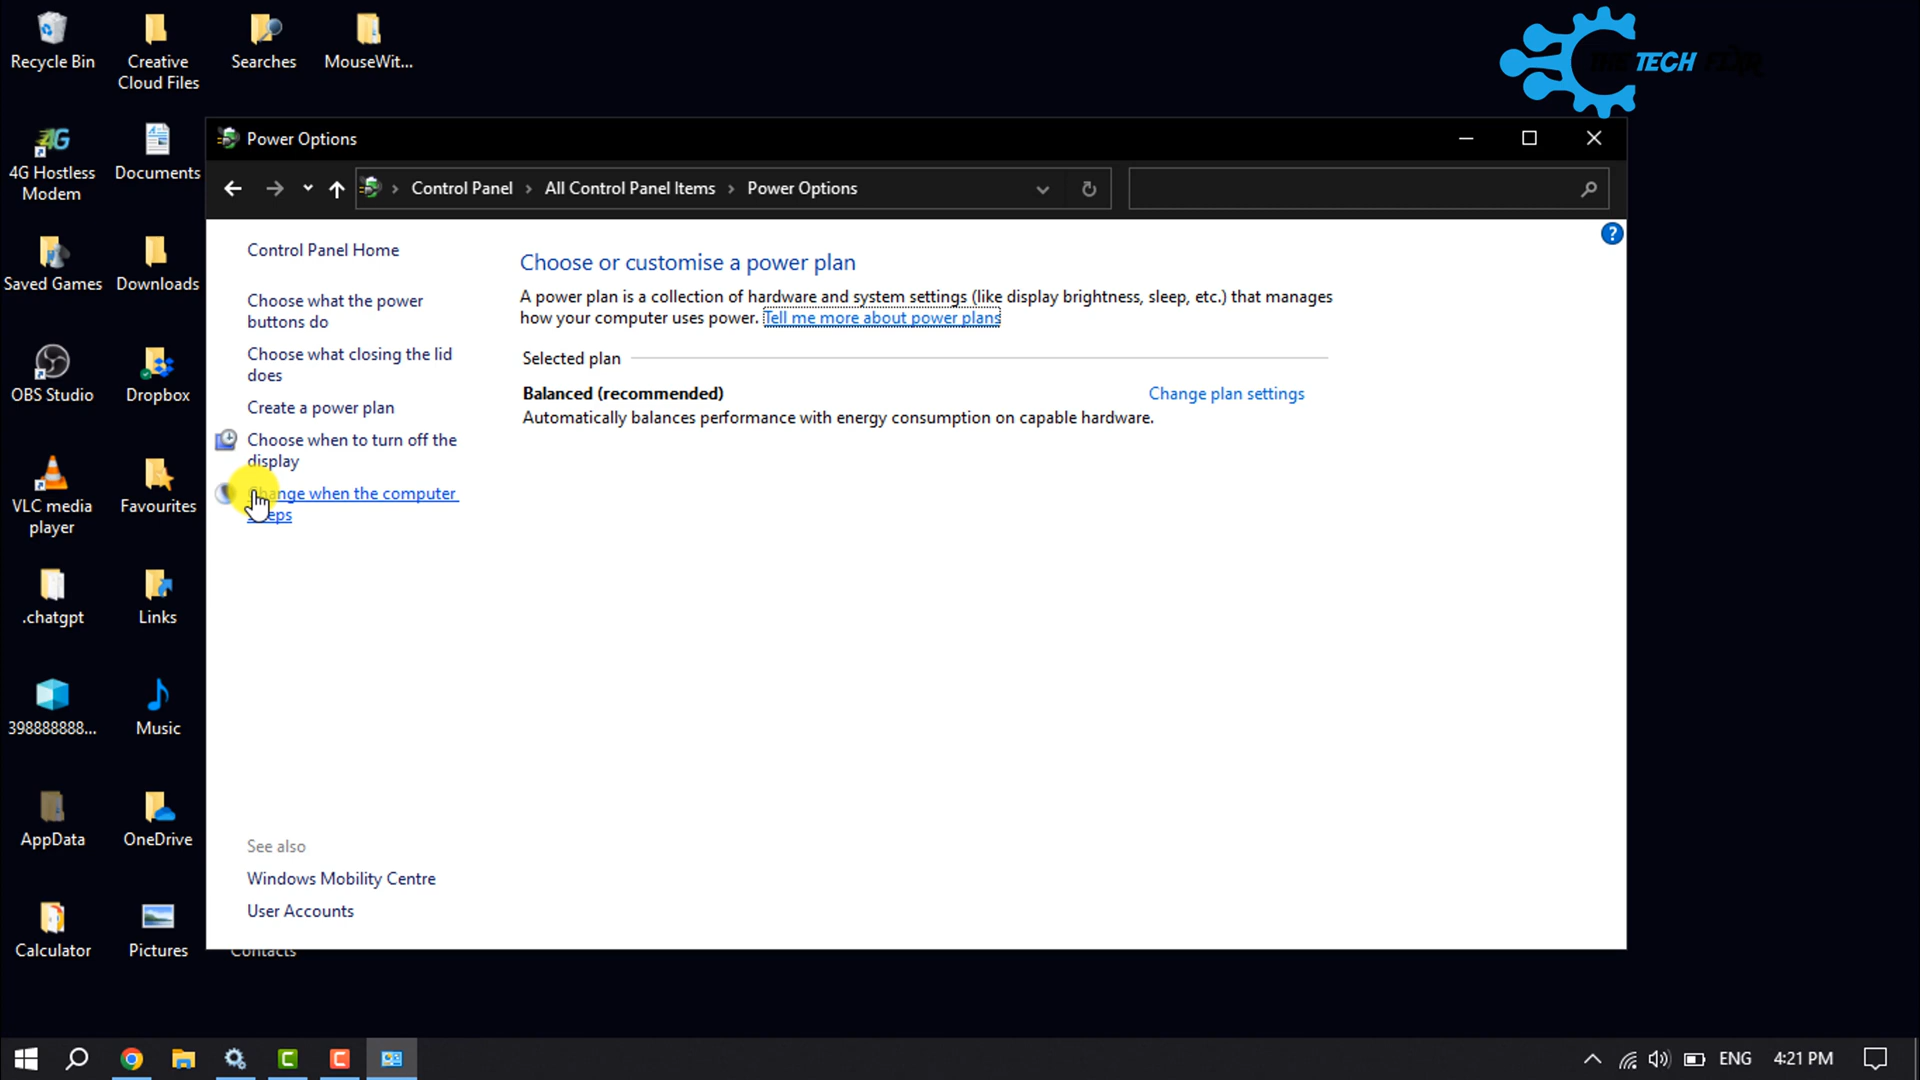 Recycle Bin
Creative
Cloud Files
Searches
MouseWit...
TECH
4G Hostless
Modem
Documents
Saved Games
Downloads
OBS Studio
Dropbox
VLC media
player
Favourites
.chatgpt
Links
398888888...
Music
AppData
OneDrive
Calculator
Pictures
Contacts
Power Options
Control Panel
All Control Panel Items
Power Options
Control Panel Home
Choose what the power
buttons do
Choose what closing the lid
does
Create a power plan
Choose when to turn off the
display
Change when the computer
sleeps
See also
Windows Mobility Centre
User Accounts
?
Choose or customise a power plan
A power plan is a collection of hardware and system settings (like display brightness, sleep, etc.) that manages
how your computer uses power. Tell me more about power plans
Selected plan
Balanced (recommended)
Change plan settings
Automatically balances performance with energy consumption on capable hardware.
ENG
4:21 PM